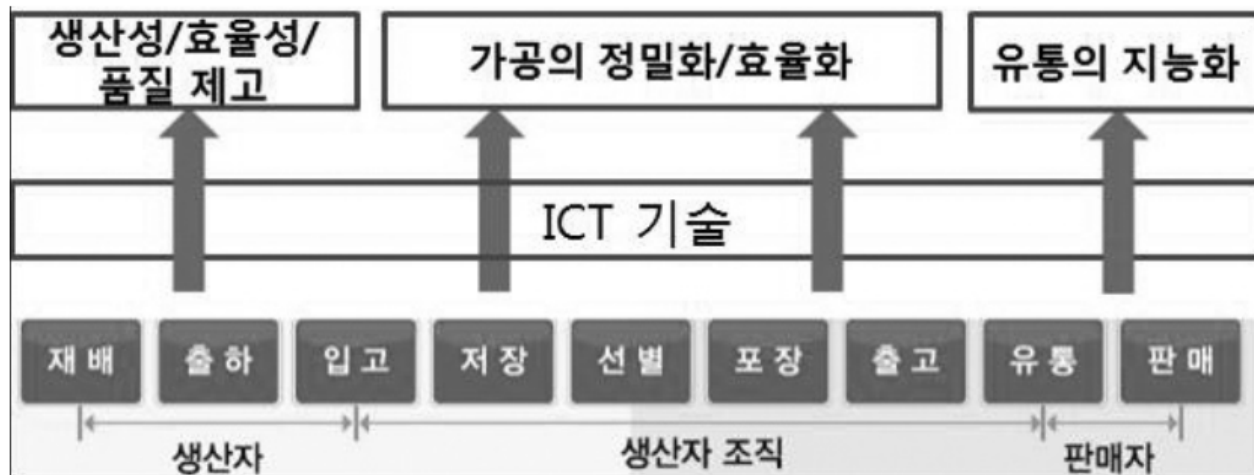 생산성/효율성/
품질 제고
가공의 정밀화/효율화
유통의 지능화
ICT 기술
재 배
출 하
입 고
저 장
선 별
포 장
출 고
유 통
판 매
생산자
생산자 조직
판매자